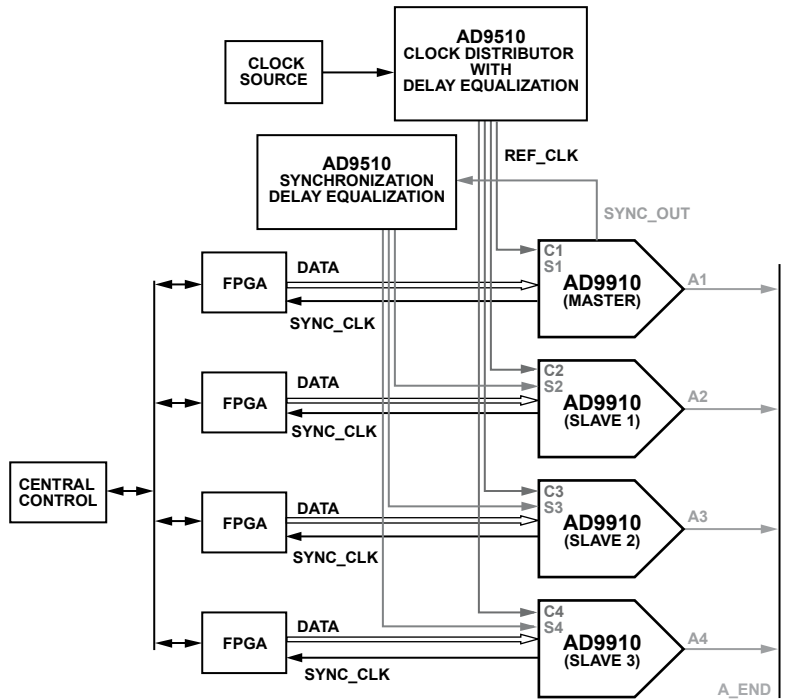 AD9510
CLOCK DISTRIBUTOR
WITH
DELAY EQUALIZATION
CLOCK
SOURCE
REF_CLK
AD9510
SYNCHRONIZATION
DELAY EQUALIZATION
SYNC_OUT
FPGA
DATA
SYNC_CLK
C1
S1
AD9910
(MASTER)
A1
FPGA
DATA
SYNC_CLK
C2
S2
AD9910
(SLAVE 1)
A2
CENTRAL
CONTROL
FPGA
DATA
SYNC_CLK
C3
S3
AD9910
(SLAVE 2)
A3
FPGA
DATA
SYNC_CLK
C4
S4
AD9910
(SLAVE 3)
A4
A_END